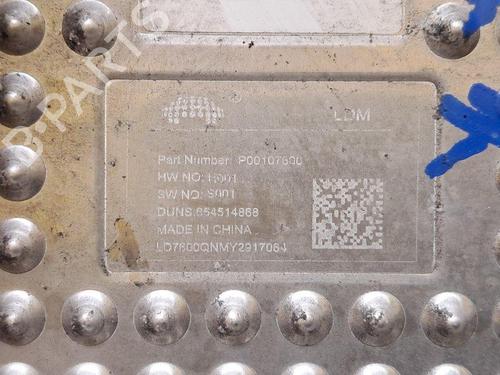 B-PARTS
® LDM
Part Number: P00107600
HW NO: H001
SW NO: S001
DUNS:654514868
MADE IN CHINA
LD7600QNMY2917064